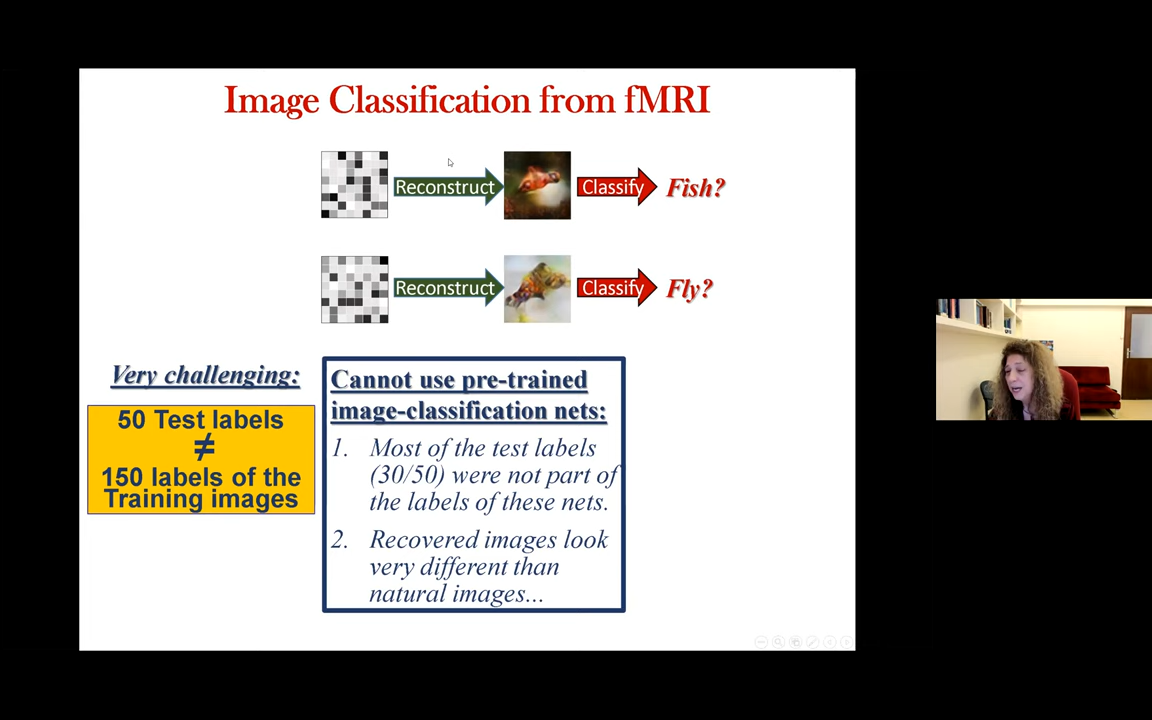 Image Classification from fMRI
Reconstruct
Classify
Fish?
Reconstruct
Classify
Fly?
Very challenging:
50 Test labels
≠
150 labels of the
Training images
Cannot use pre-trained
image-classification nets:
1. Most of the test labels
(30/50) were not part of
the labels of these nets.
2. Recovered images look
very different than
natural images...